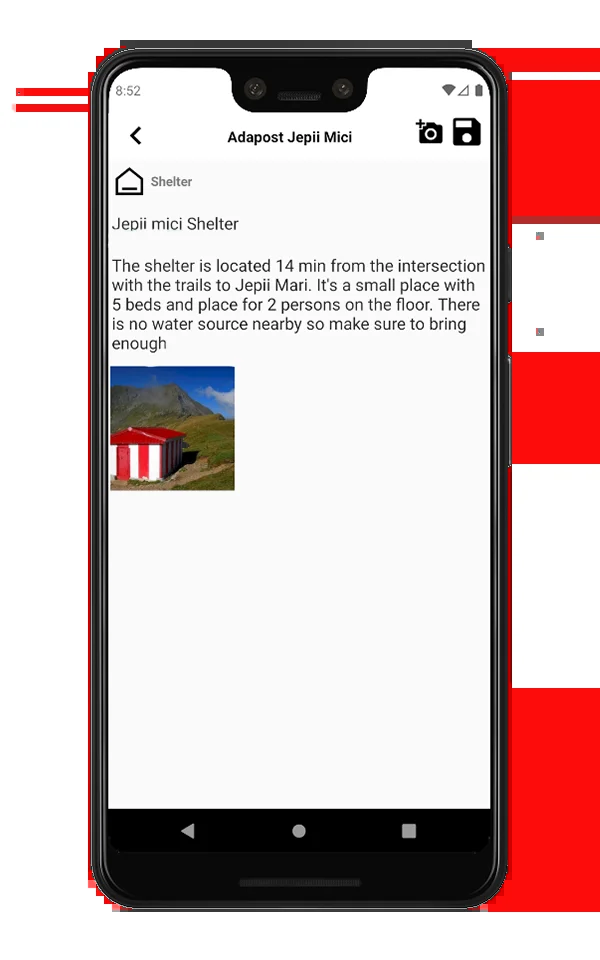 8:52
Adapost Jepii Mici
Shelter
Jepii mici Shelter
The shelter is located 14 min from the intersection
with the trails to Jepii Mari. It's a small place with
5 beds and place for 2 persons on the floor. There
is no water source nearby so make sure to bring
enough